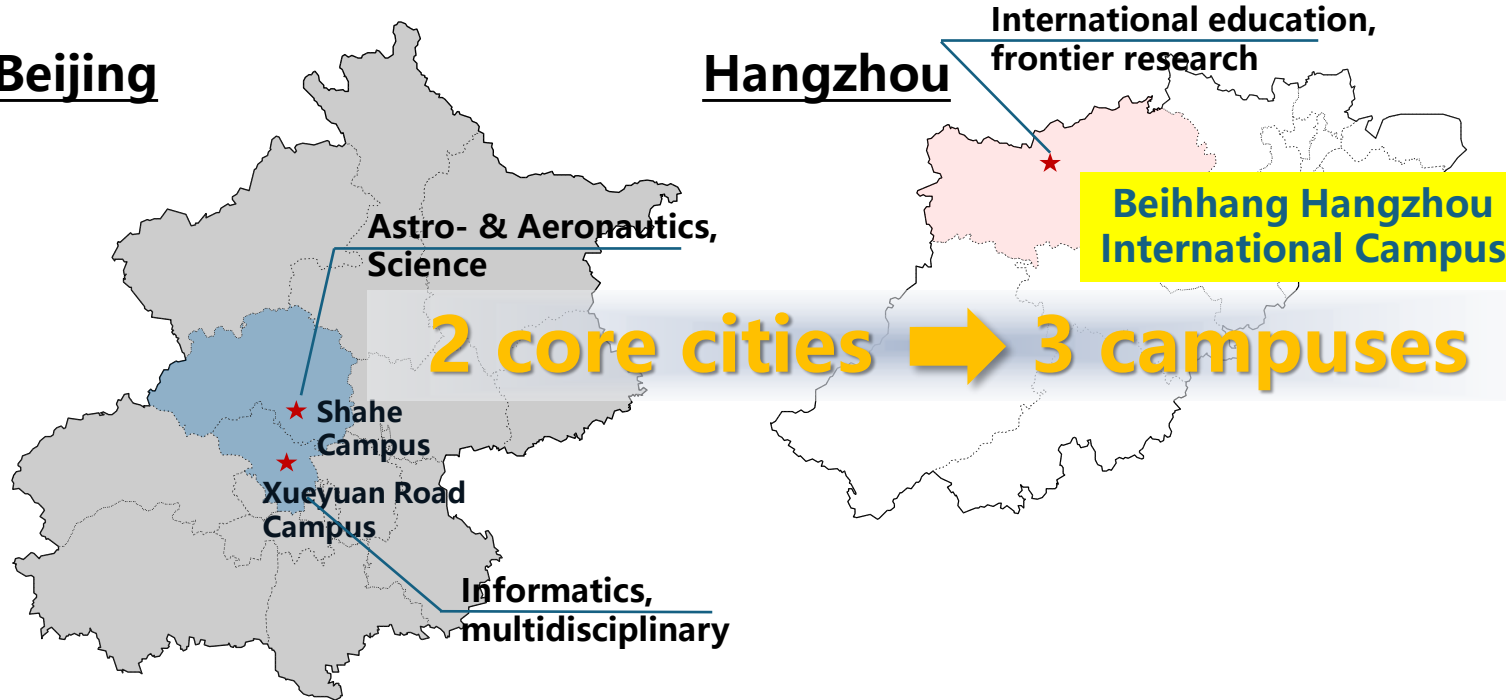 Beijing
Hangzhou
International education,
frontier research
Beihhang Hangzhou
International Campus
Astro- & Aeronautics,
Science
2 core cities
3 campuses
Shahe
Campus
Xueyuan Road
Campus
Informatics,
multidisciplinary